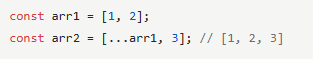 const arr1 = [1, 2];
const arr2 = [...arr1, 3]; // [1, 2, 3]